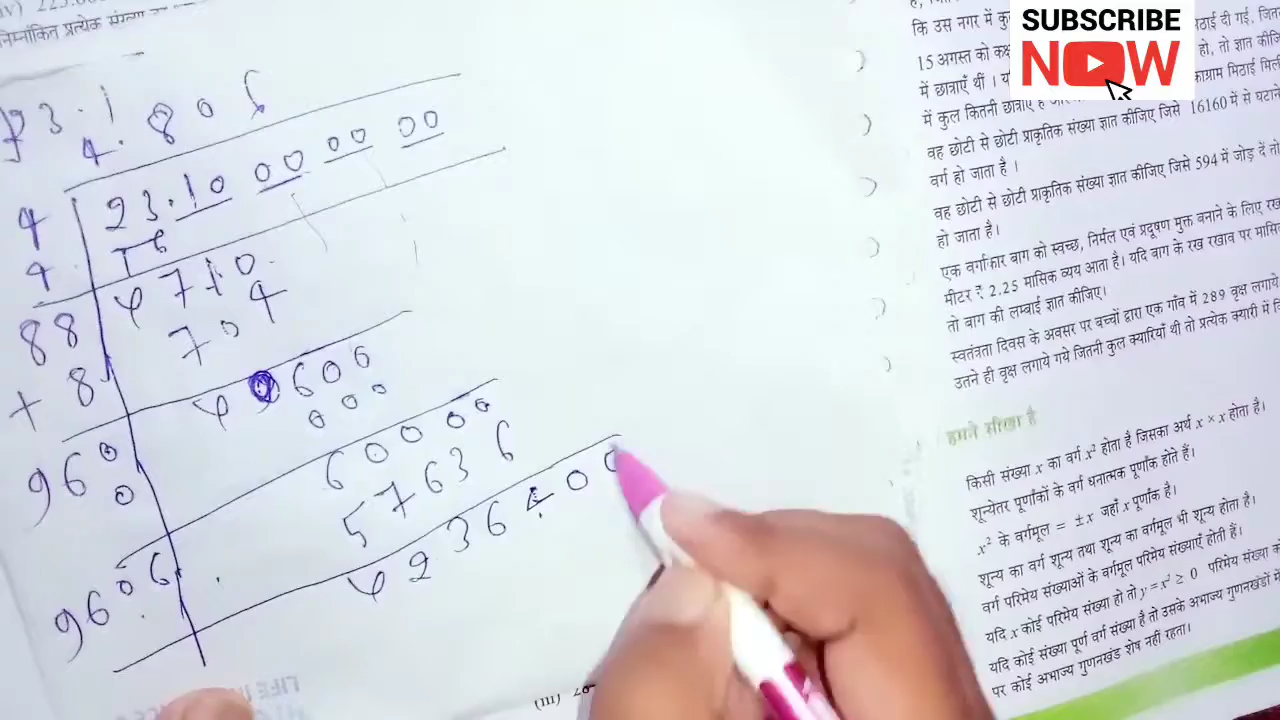 निम्नांकित प्रत्येक संख्या
23.1
4.806
4 23.10 00 00 00
4 16
88 710
+ 8 704
960 606
0 000
9606 60000
57636
236400
SUBSCRIBE
NOW
कि उस नगर में
15 अगस्त को
में छात्राएँ थीं ।
में कुल कितनी छात्राएँ
वह छोटी से छोटी प्राकृतिक संख्या ज्ञात कीजिए जिसे 16160 में से घटाने
वर्ग हो जाता है ।
वह छोटी से छोटी प्राकृतिक संख्या ज्ञात कीजिए जिसे 594 में जोड़ दें तो
हो जाता है।
एक वर्गाकार बाग को स्वच्छ, निर्मल एवं प्रदूषण मुक्त बनाने के लिए रख
मीटर ₹ 2.25 मासिक व्यय आता है। यदि बाग के रख रखाव पर मासि
तो बाग की लम्बाई ज्ञात कीजिए।
स्वतंत्रता दिवस के अवसर पर बच्चों द्वारा एक गाँव में 289 वृक्ष लगाये
उतने ही वृक्ष लगाये गये जितनी कुल क्यारियाँ थी तो प्रत्येक क्यारी में
हमने सीखा है
किसी संख्या x का वर्ग x² होता है जिसका अर्थ x × x होता है।
शून्येतर पूर्णांकों के वर्ग धनात्मक पूर्णांक होते हैं।
x² के वर्गमूल = ± x जहाँ x पूर्णांक है।
शून्य का वर्ग शून्य तथा शून्य का वर्गमूल भी शून्य होता है।
वर्ग परिमेय संख्याओं के वर्गमूल परिमेय संख्याएँ होती हैं।
यदि x कोई परिमेय संख्या हो तो y = x² ≥ 0 परिमेय संख्या
यदि कोई संख्या पूर्ण वर्ग संख्या है तो उसके अभाज्य गुणनखंडों में
पर कोई अभाज्य गुणनखंड शेष नहीं रहता।
(iii)